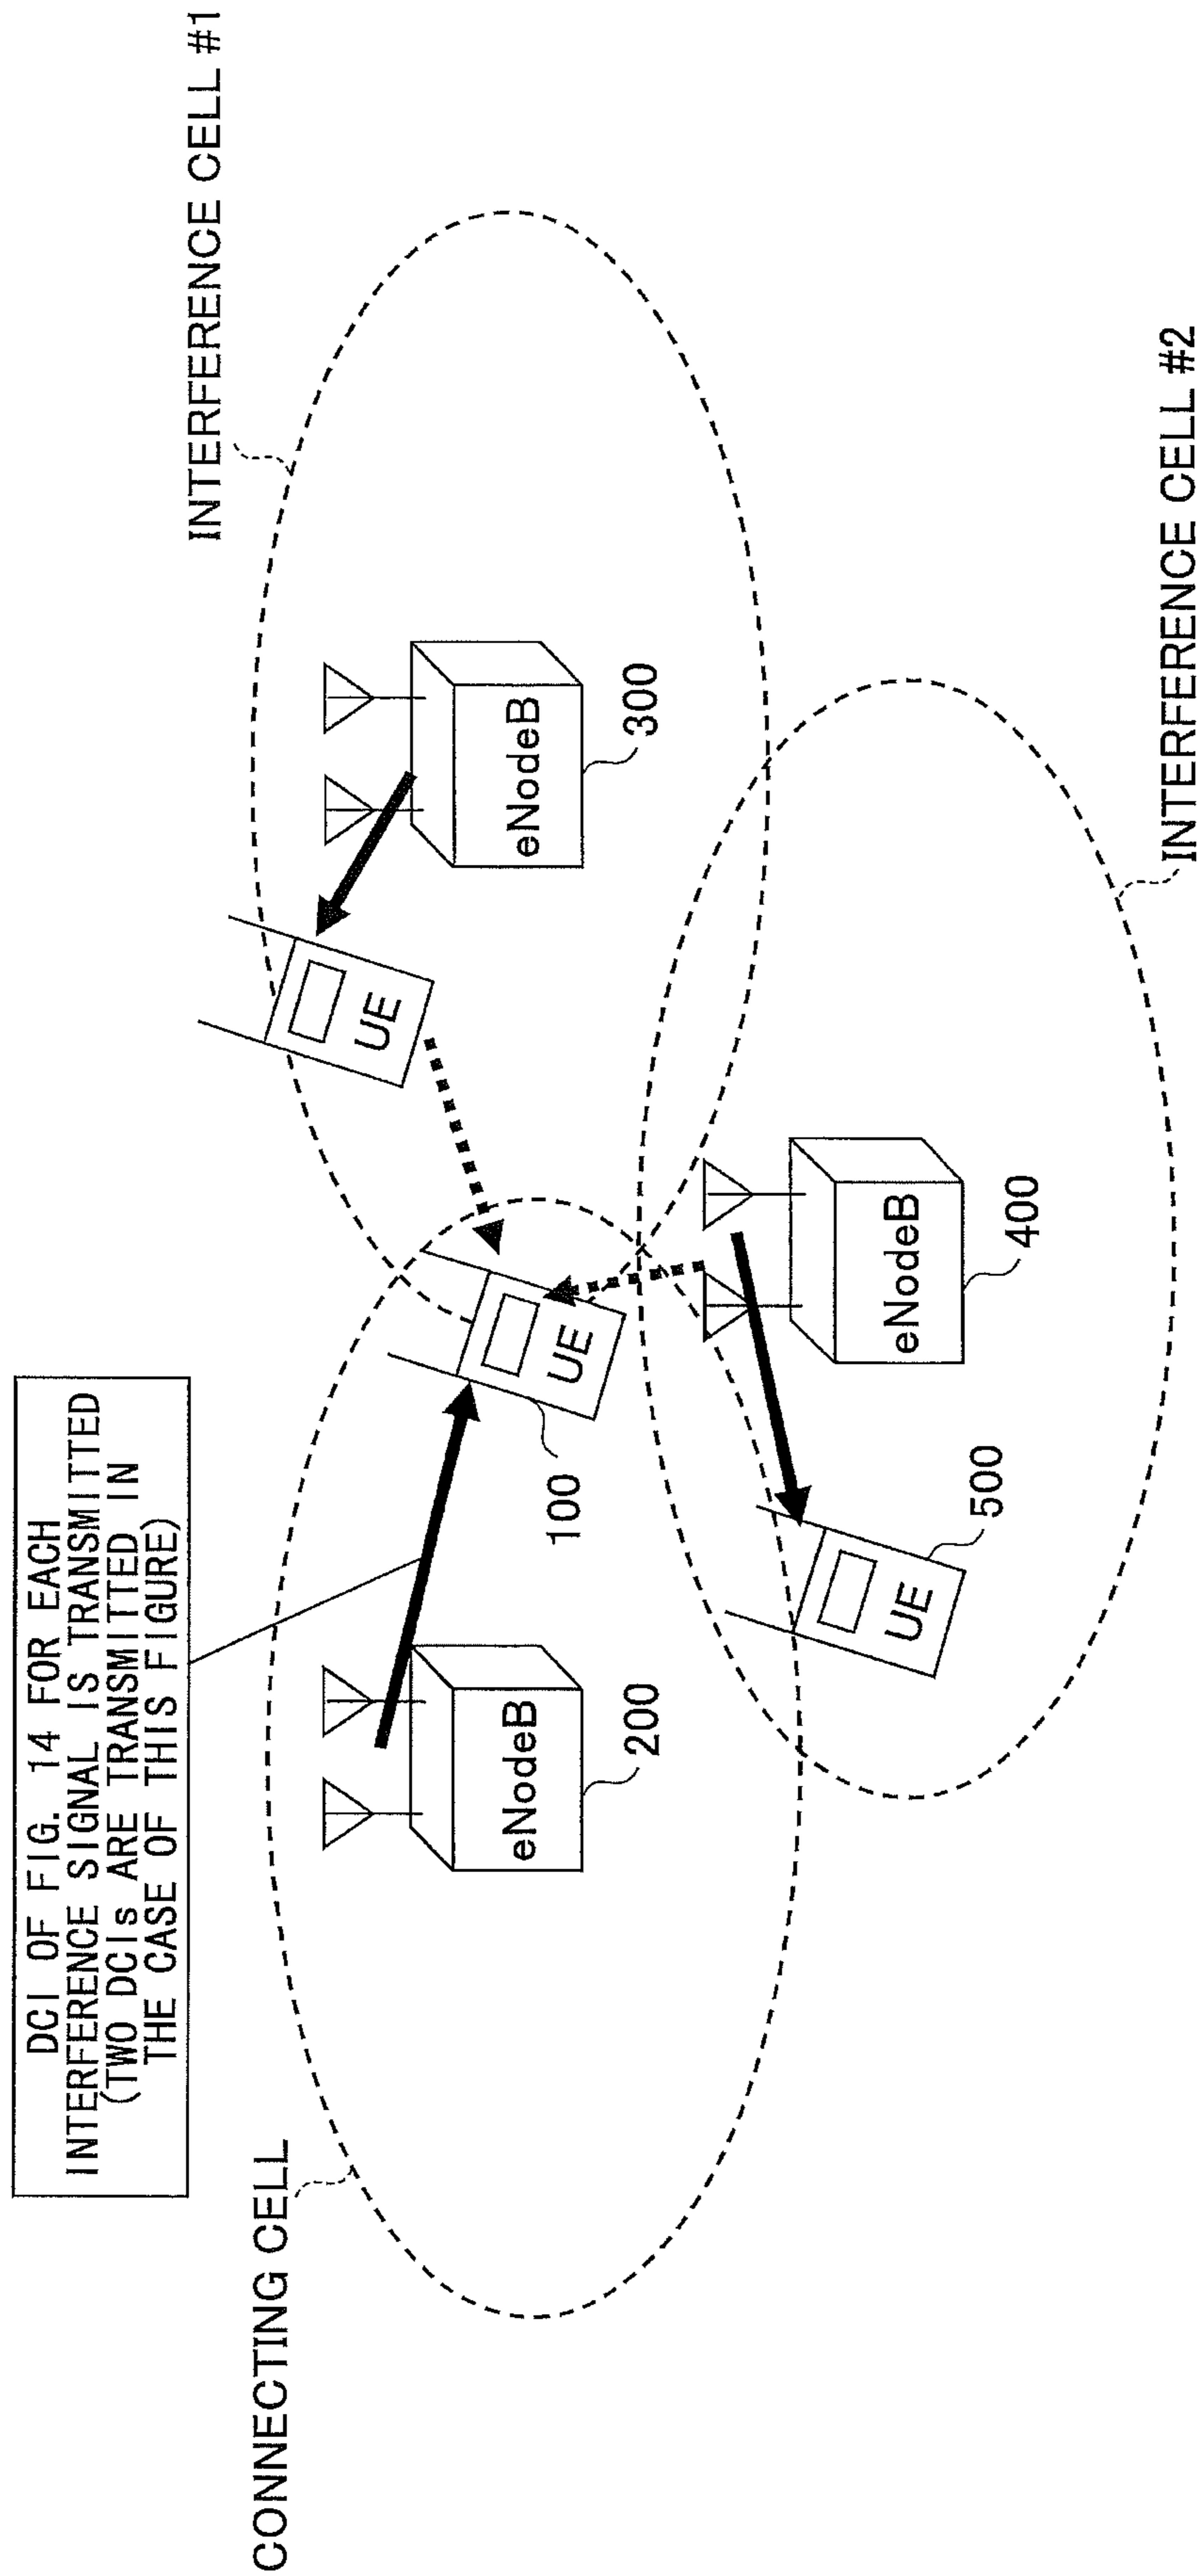 DCI OF FIG. 14 FOR EACH
INTERFERENCE SIGNAL IS TRANSMITTED
(TWO DCIs ARE TRANSMITTED IN
THE CASE OF THIS FIGURE)
CONNECTING CELL
INTERFERENCE CELL #1
UE
eNodeB
200
UE
100
eNodeB
300
UE
500
eNodeB
400
INTERFERENCE CELL #2